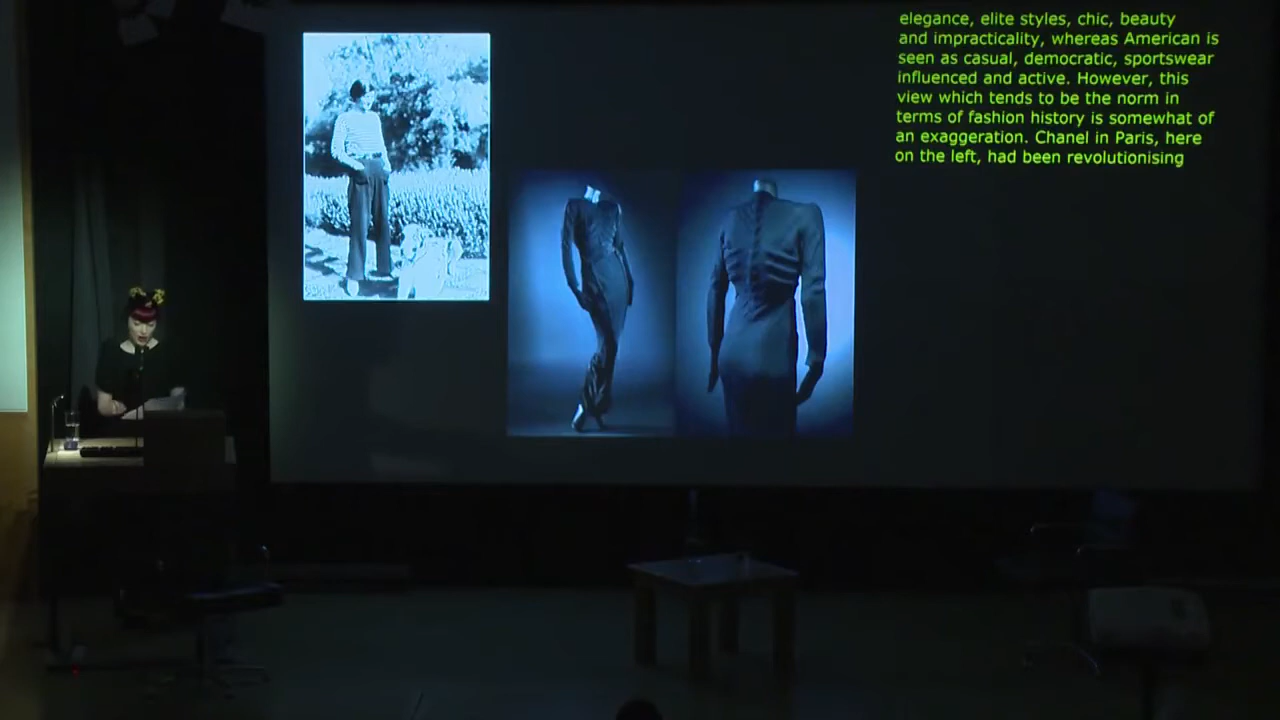 elegance, elite styles, chic, beauty
and impracticality, whereas American is
seen as casual, democratic, sportswear
influenced and active. However, this
view which tends to be the norm in
terms of fashion history is somewhat of
an exaggeration. Chanel in Paris, here
on the left, had been revolutionising